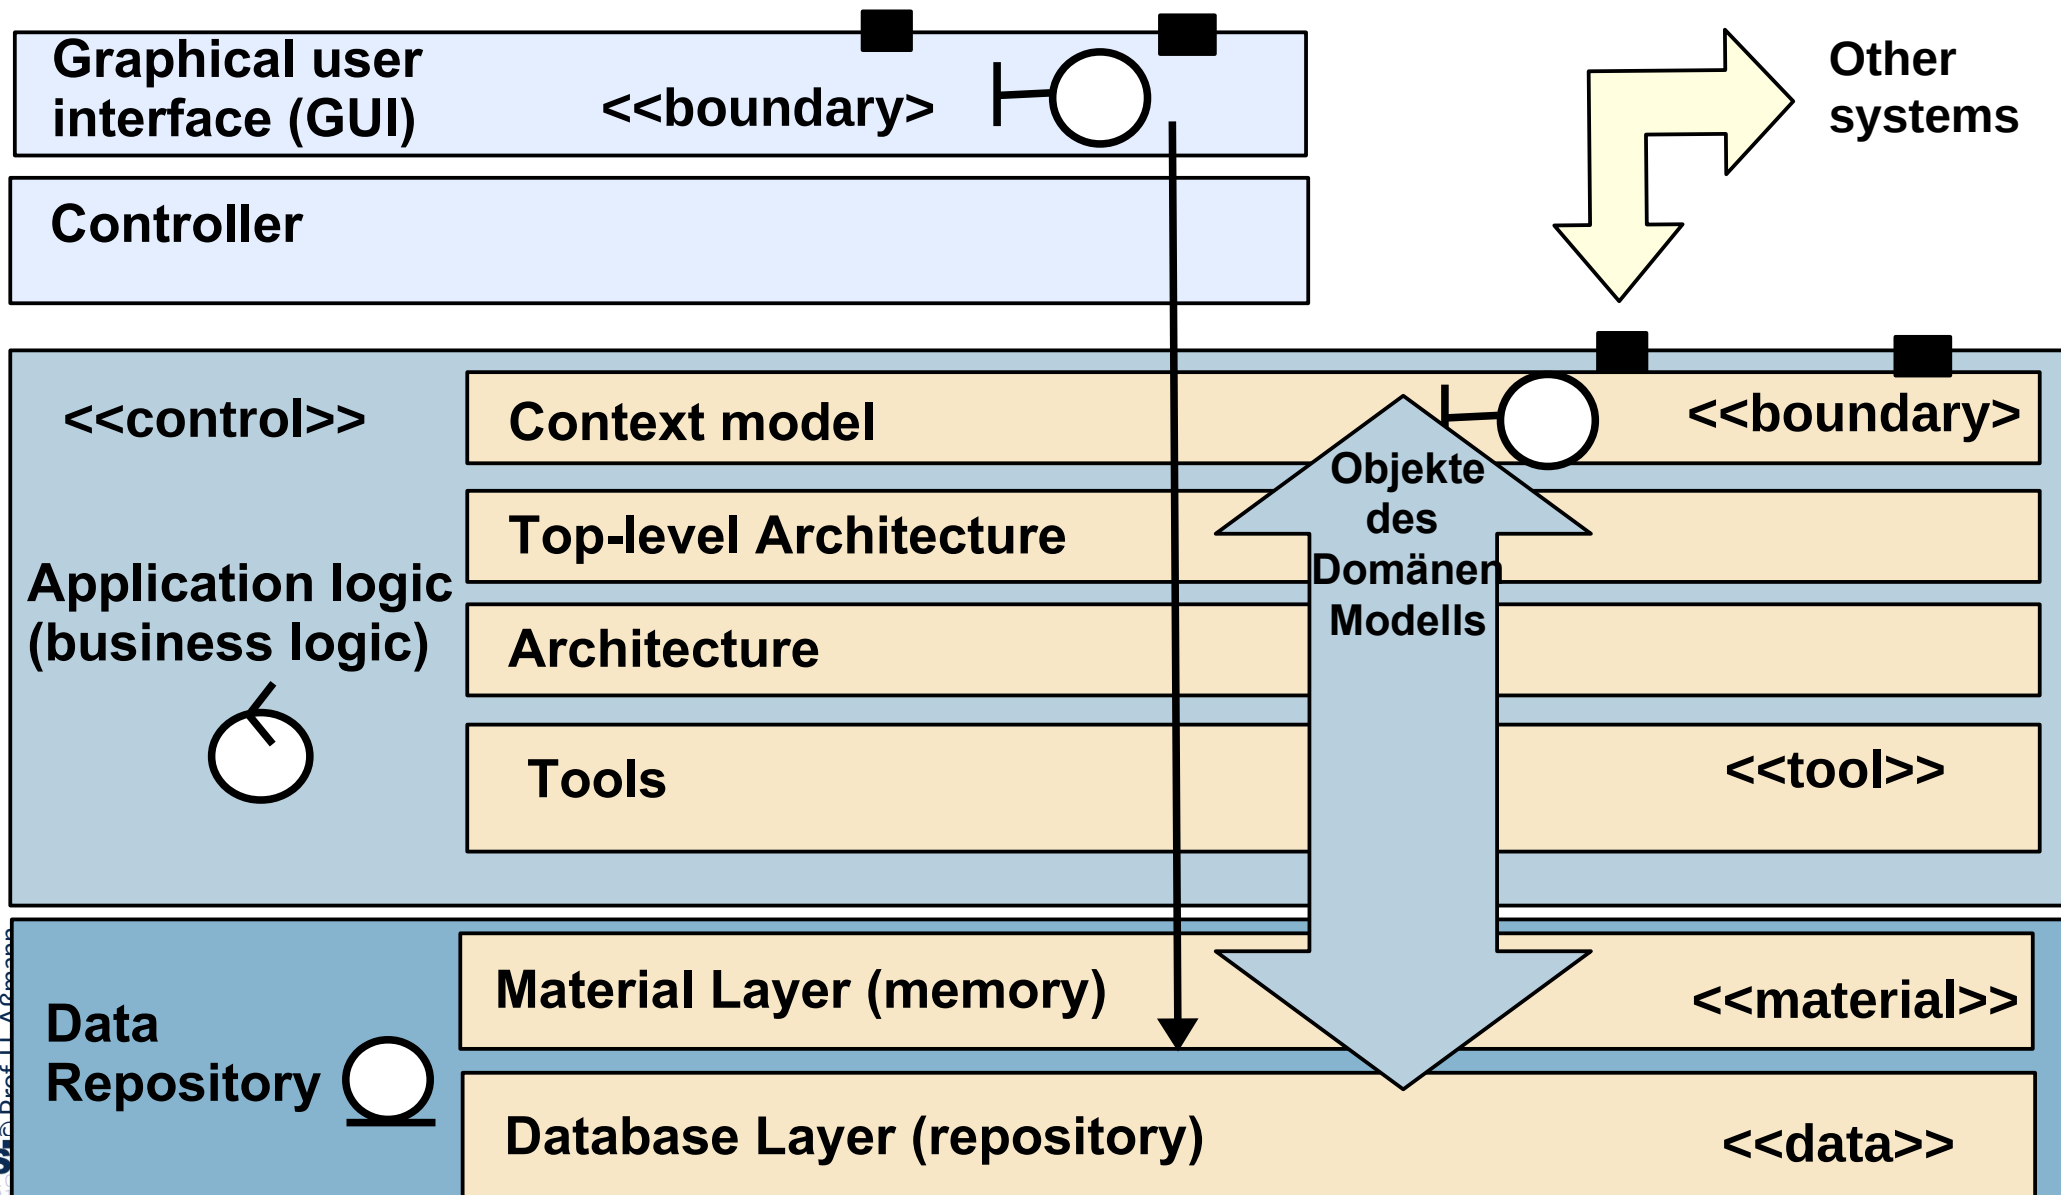 Graphical user
interface (GUI)
<<boundary>
Other
systems
Controller
<<control>>
Context model
<<boundary>
Objekte
des
Domänen
Modells
Top-level Architecture
Application logic
(business logic)
Architecture
Tools
<<tool>>
Material Layer (memory)
<<material>>
Data
Repository
Database Layer (repository)
<<data>>